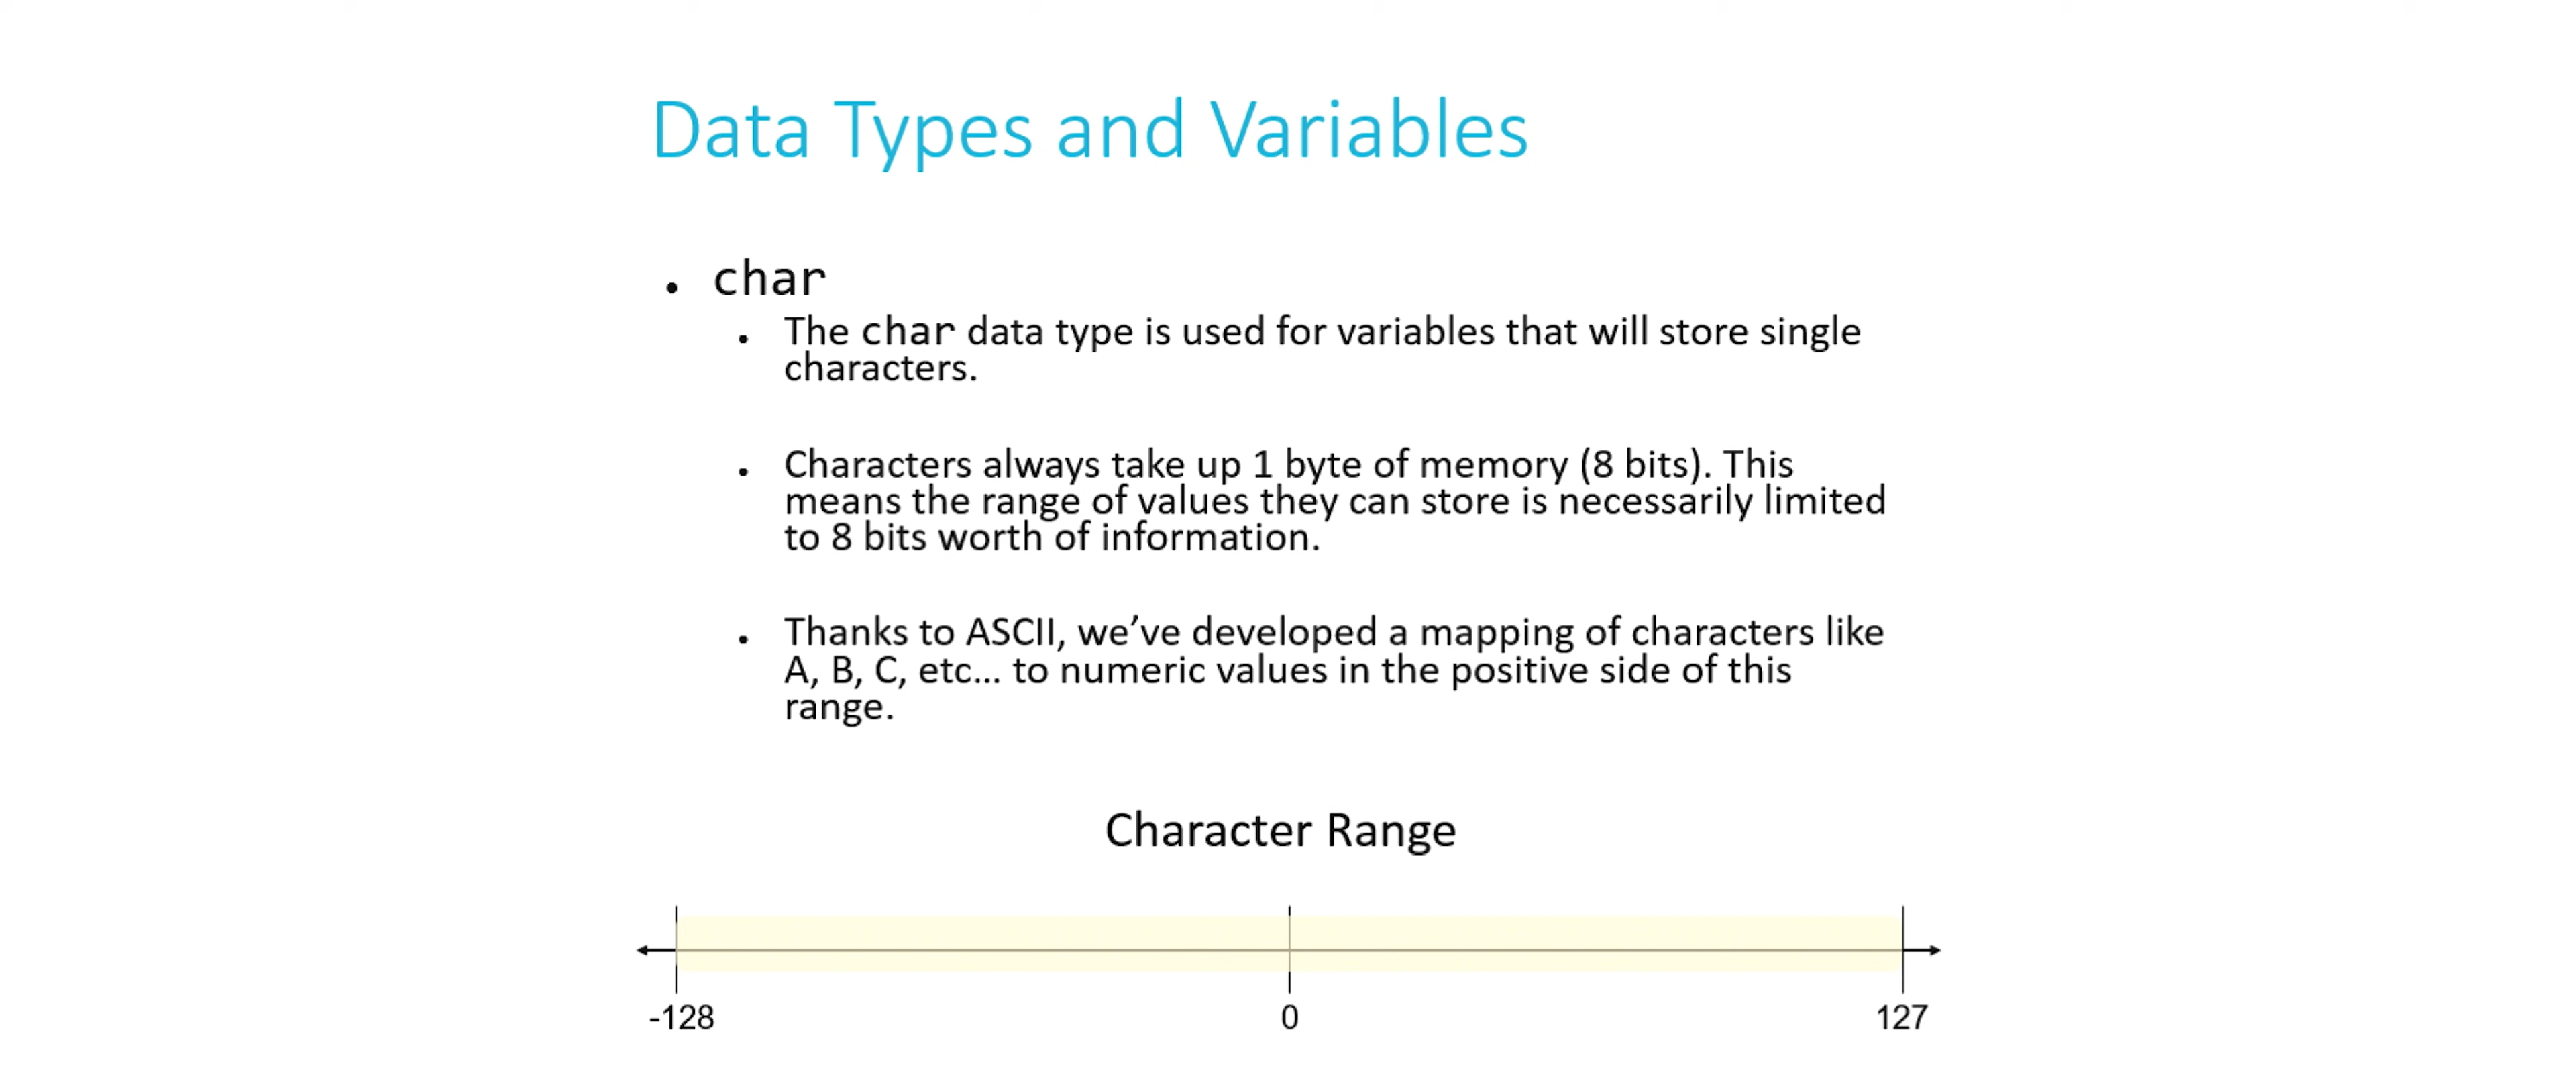 Data Types and Variables
• char
• The char data type is used for variables that will store single
characters.
• Characters always take up 1 byte of memory (8 bits). This
means the range of values they can store is necessarily limited
to 8 bits worth of information.
• Thanks to ASCII, we’ve developed a mapping of characters like
A, B, C, etc… to numeric values in the positive side of this
range.
Character Range
-128 0 127